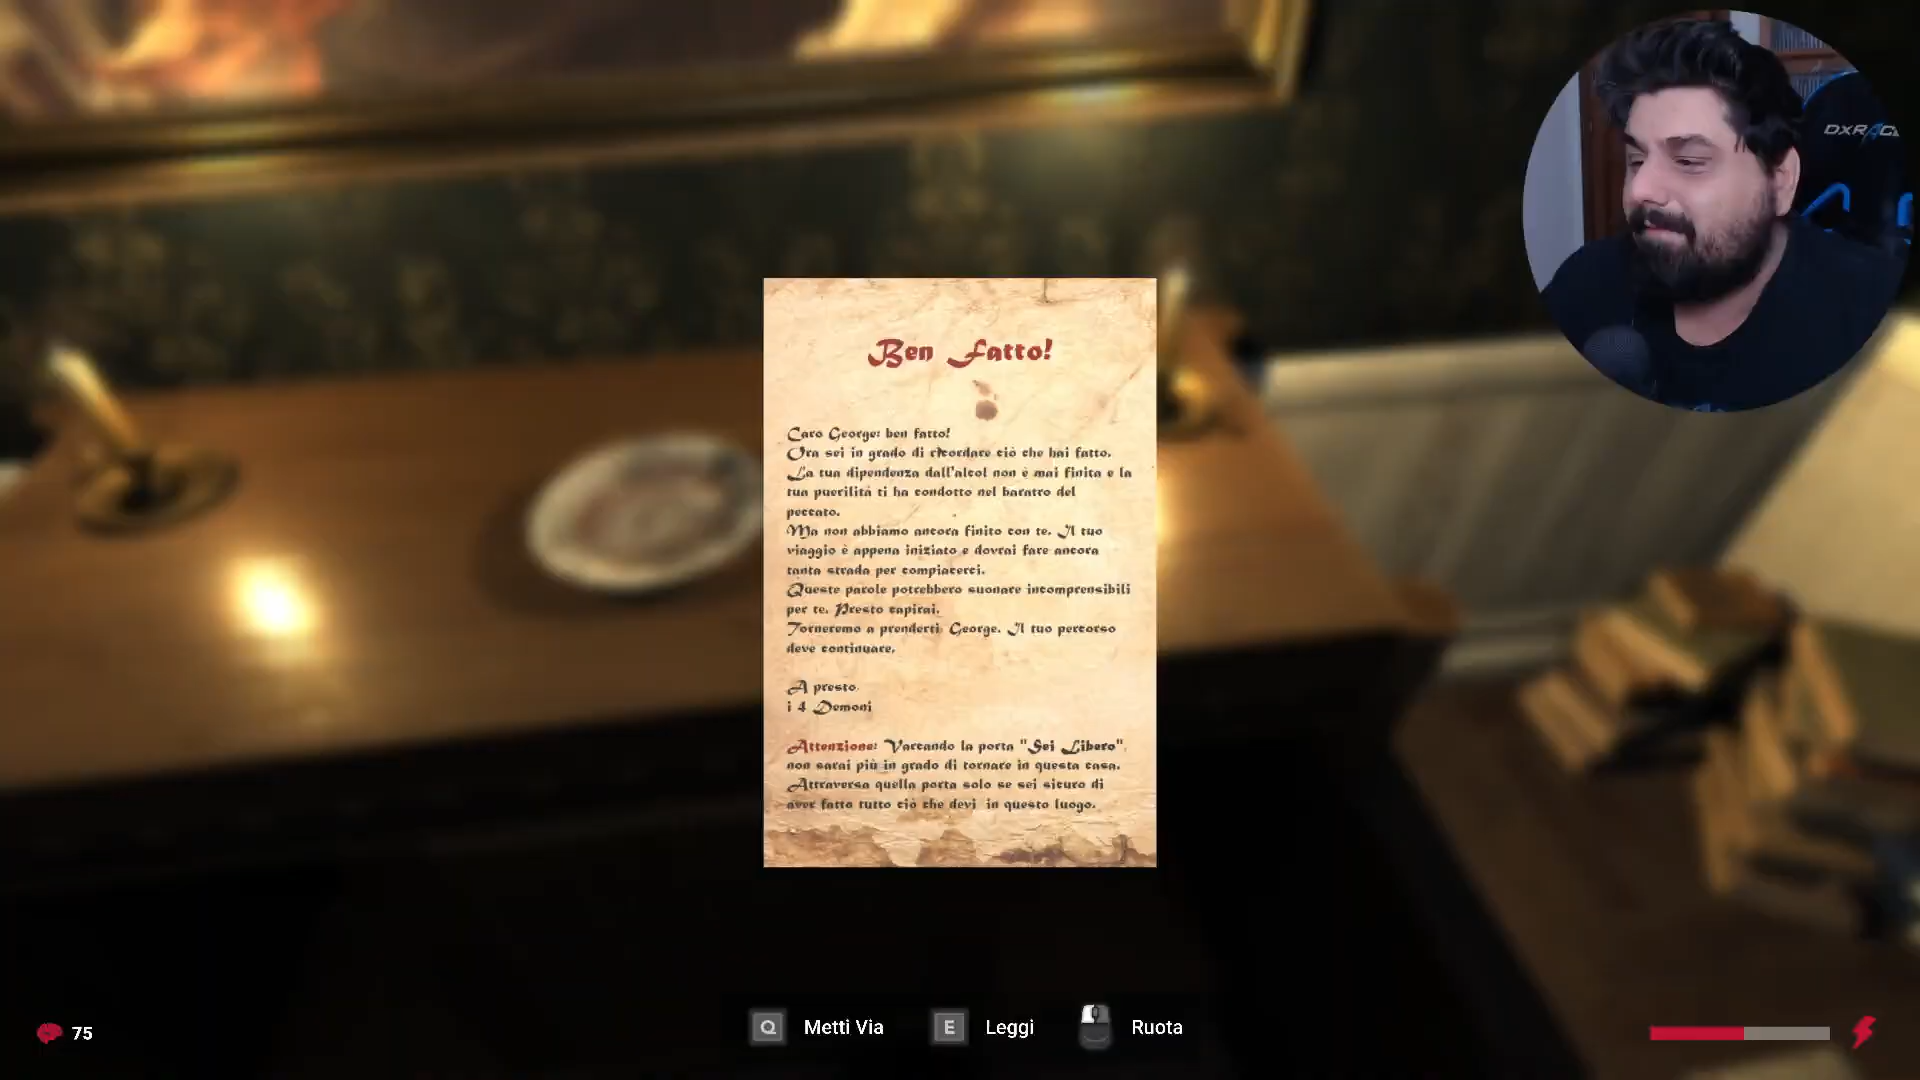 DXRAC
Ben Fatto!
Caro George: ben fatto!
Ora sei in grado di ricordare ciò che hai fatto.
La tua dipendenza dall'alcol non è mai finita e la
tua puerilità ti ha condotto nel baratro del
peccato.
Ma non abbiamo ancora finito con te. Il tuo
viaggio è appena iniziato e dovrai fare ancora
tanta strada per compiacerci.
Queste parole potrebbero suonare incomprensibili
per te. Presto capirai.
Torneremo a prenderti, George. Il tuo percorso
deve continuare.
A presto,
i 4 Demoni
Attenzione: Varcando la porta "Sei Libero",
non sarai più in grado di tornare in questa casa.
Attraversa quella porta solo se sei sicuro di
aver fatto tutto ciò che devi in questo luogo.
75
Q Metti Via E Leggi Ruota